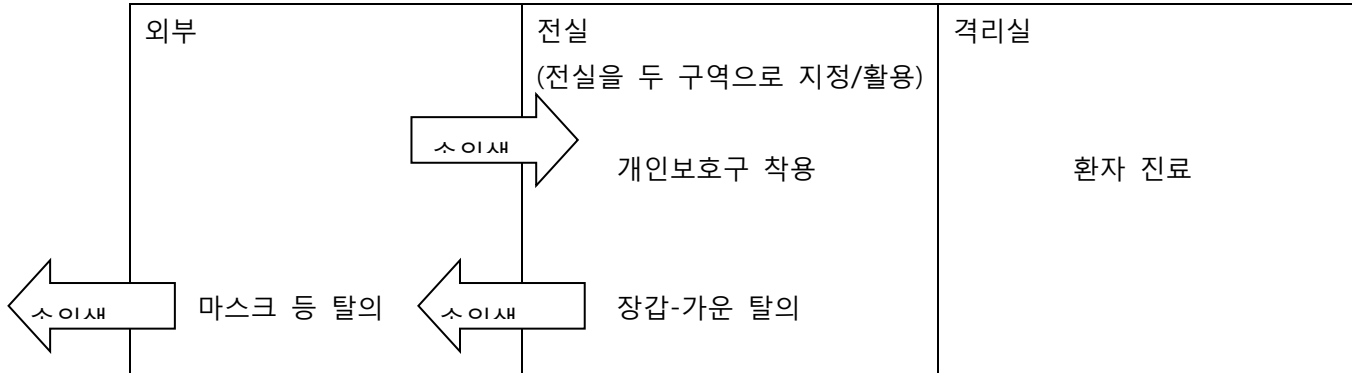 외부
전실
격리실
(전실을 두 구역으로 지정/활용)
개인보호구 착용
환자 진료
마스크 등 탈의
장갑-가운 탈의